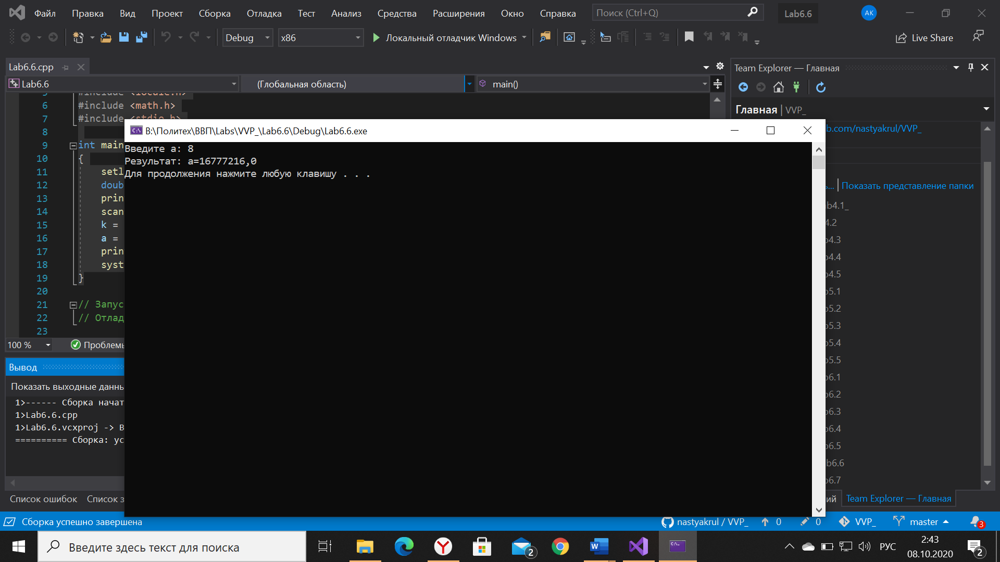 Файл Правка Вид Проект Сборка Отладка Тест Анализ Средства Расширения Окно Справка Поиск (Ctrl+Q) Lab6.6 АК
Debug x86 Локальный отладчик Windows Live Share
Lab6.6.cpp
Lab6.6 (Глобальная область) main()
6 #include <math.h>
7 #include <stdio.h>
8
9 int main
10 {
11 setl
12 doub
13 prin
14 scan
15 k =
16 a =
17 prin
18 syst
19 }
20
21 // Запус
22 // Отлад
23
100 % Проблемы
B:\Политех\ВВП\Labs\VVP_\Lab6.6\Debug\Lab6.6.exe
Введите a: 8
Результат: a=16777216,0
Для продолжения нажмите любую клавишу . . .
Team Explorer — Главная
Главная | VVP_
b.com/nastyakrul/VVP_
ь... Показать представление папки
b4.1_
4.2
b4.3
b4.4
b4.5
b5.1
b5.2
b5.3
b5.4
b5.5
b6.1
b6.2
b6.3
b6.4
b6.5
b6.6
b6.7
ий Team Explorer — Главная
Вывод
Показать выходные данны
1>------ Сборка начат
1>Lab6.6.cpp
1>Lab6.6.vcxproj -> B
========== Сборка: ус
Список ошибок Список з
Сборка успешно завершена nastyakrul / VVP_ 0 0 VVP_ master 3
Введите здесь текст для поиска 2 РУС 2:43 08.10.2020 2